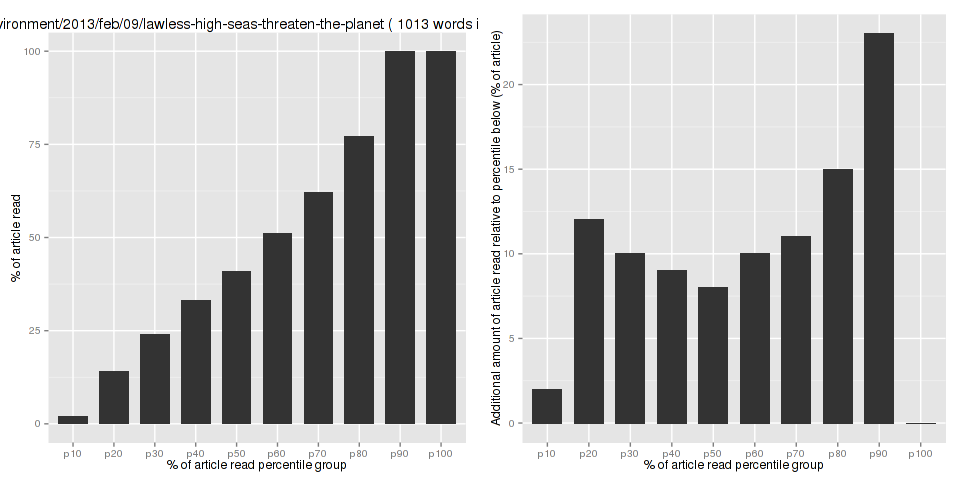 vironment/2013/feb/09/lawless-high-seas-threaten-the-planet ( 1013 words i
100
75
50
25
0
% of article read
p10 p20 p30 p40 p50 p60 p70 p80 p90 p100
% of article read percentile group
20
15
10
5
0
Additional amount of article read relative to percentile below (% of article)
p10 p20 p30 p40 p50 p60 p70 p80 p90 p100
% of article read percentile group